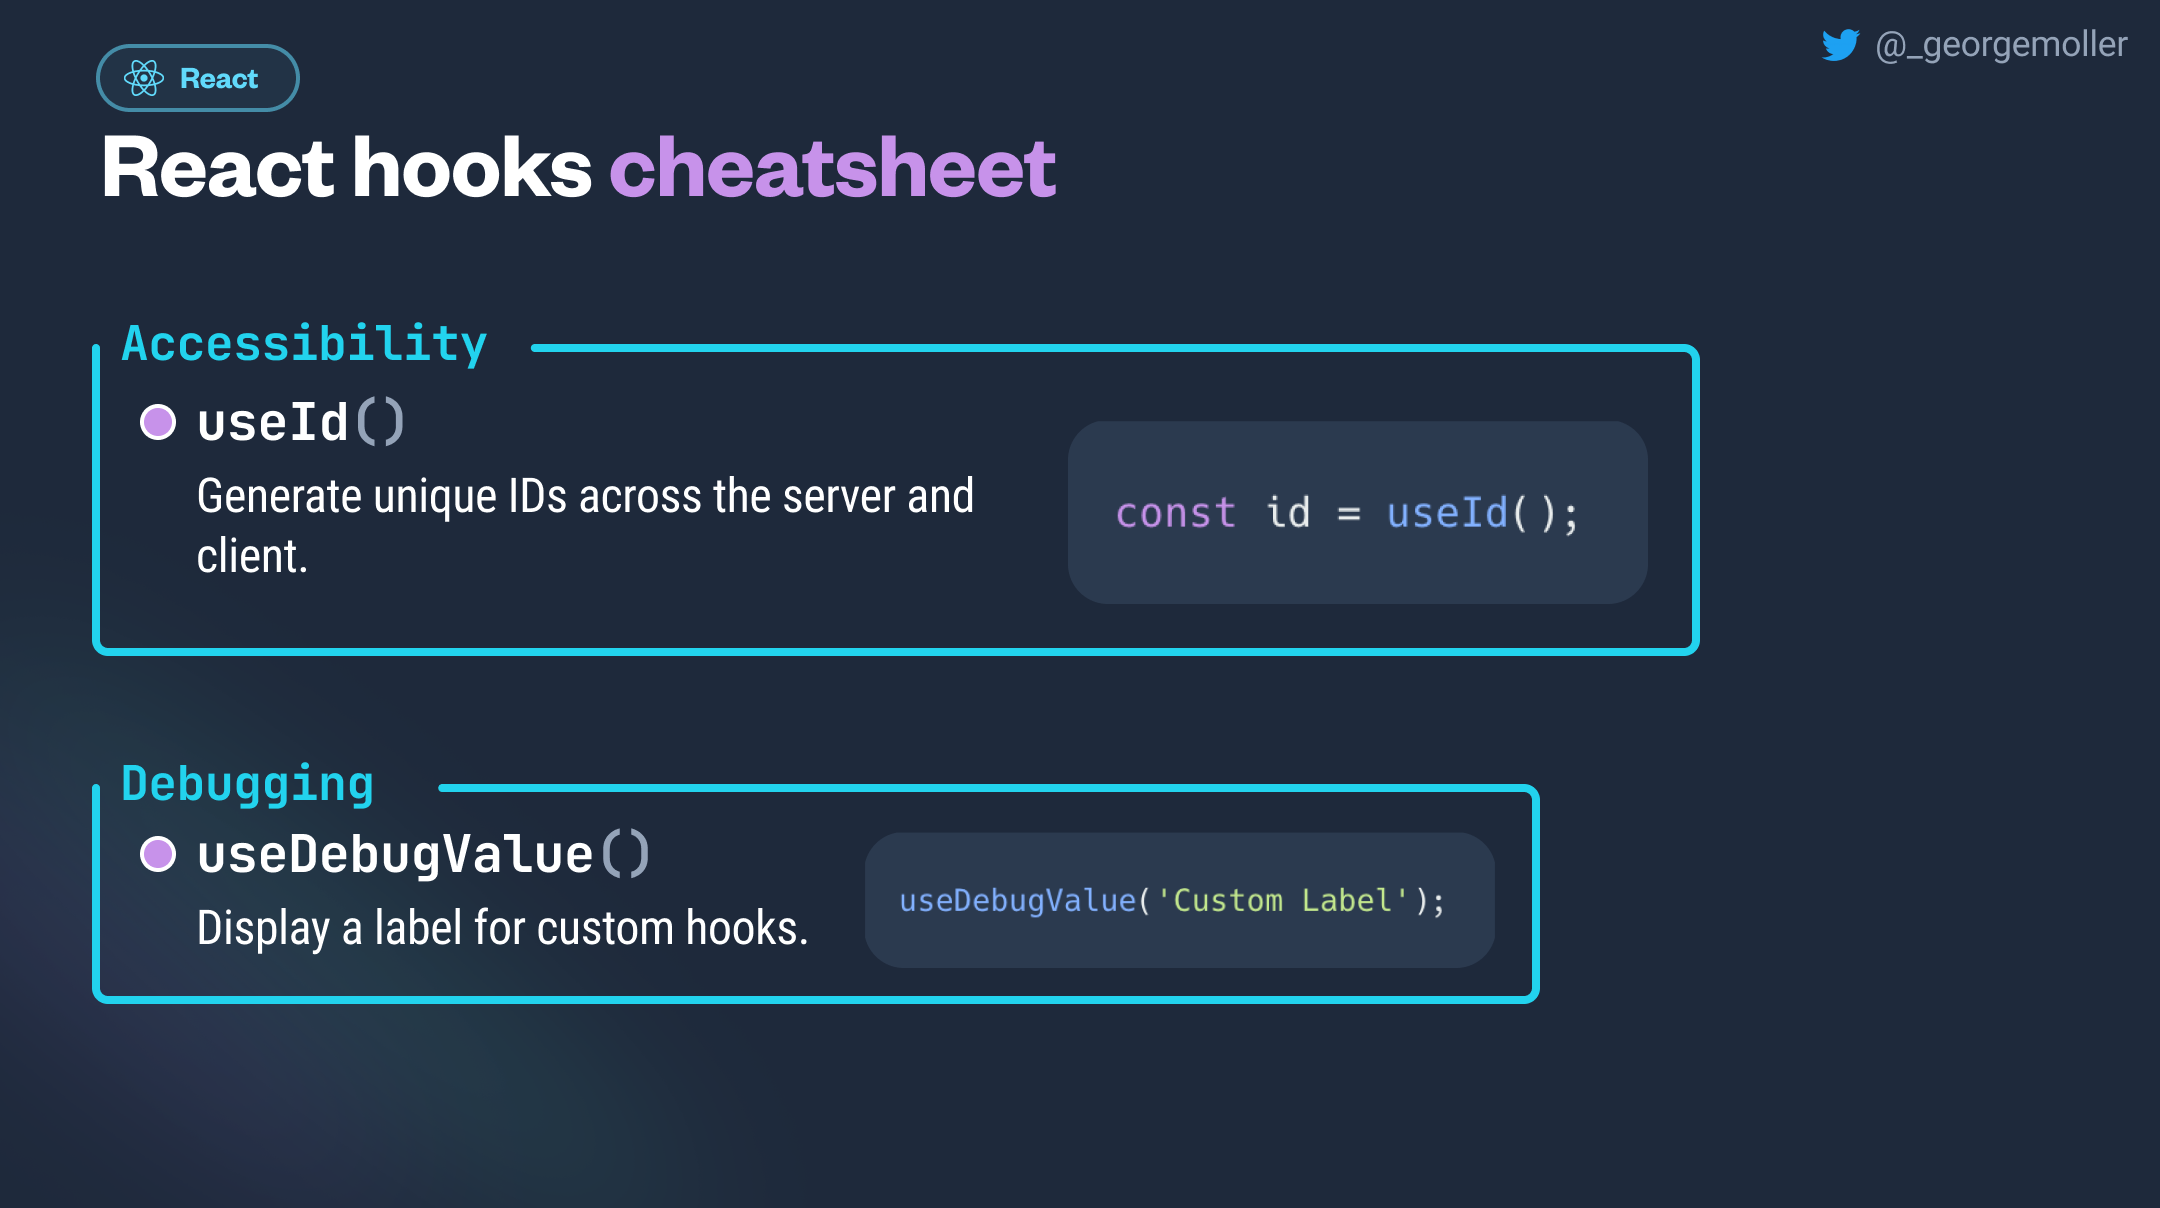 React
@_georgemoller
React hooks cheatsheet
Accessibility
useId()
Generate unique IDs across the server and
client.
const id = useId();
Debugging
useDebugValue()
Display a label for custom hooks.
useDebugValue('Custom Label');